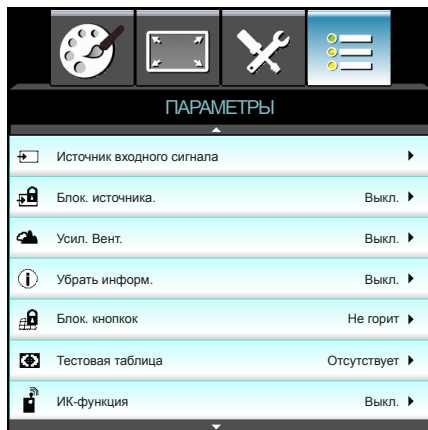 ПАРАМЕТРЫ
Источник входного сигнала
Блок. источника. Выкл.
Усил. Вент. Выкл.
Убрать информ. Выкл.
Блок. кнопкок Не горит
Тестовая таблица Отсутствует
ИК-функция Выкл.